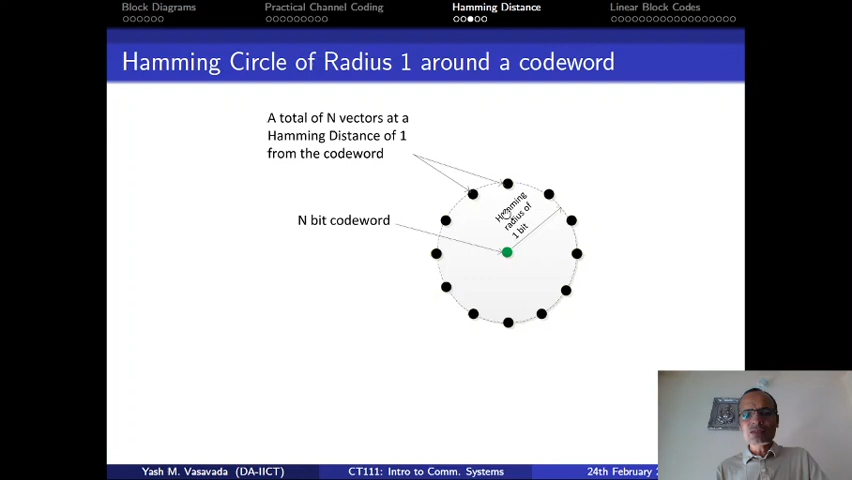 Block Diagrams
Practical Channel Coding
Hamming Distance
Linear Block Codes
Hamming Circle of Radius 1 around a codeword
A total of N vectors at a
Hamming Distance of 1
from the codeword
Hamming
radius of
1 bit
N bit codeword
Yash M. Vasavada (DA-IICT)
CT111: Intro to Comm. Systems
24th February